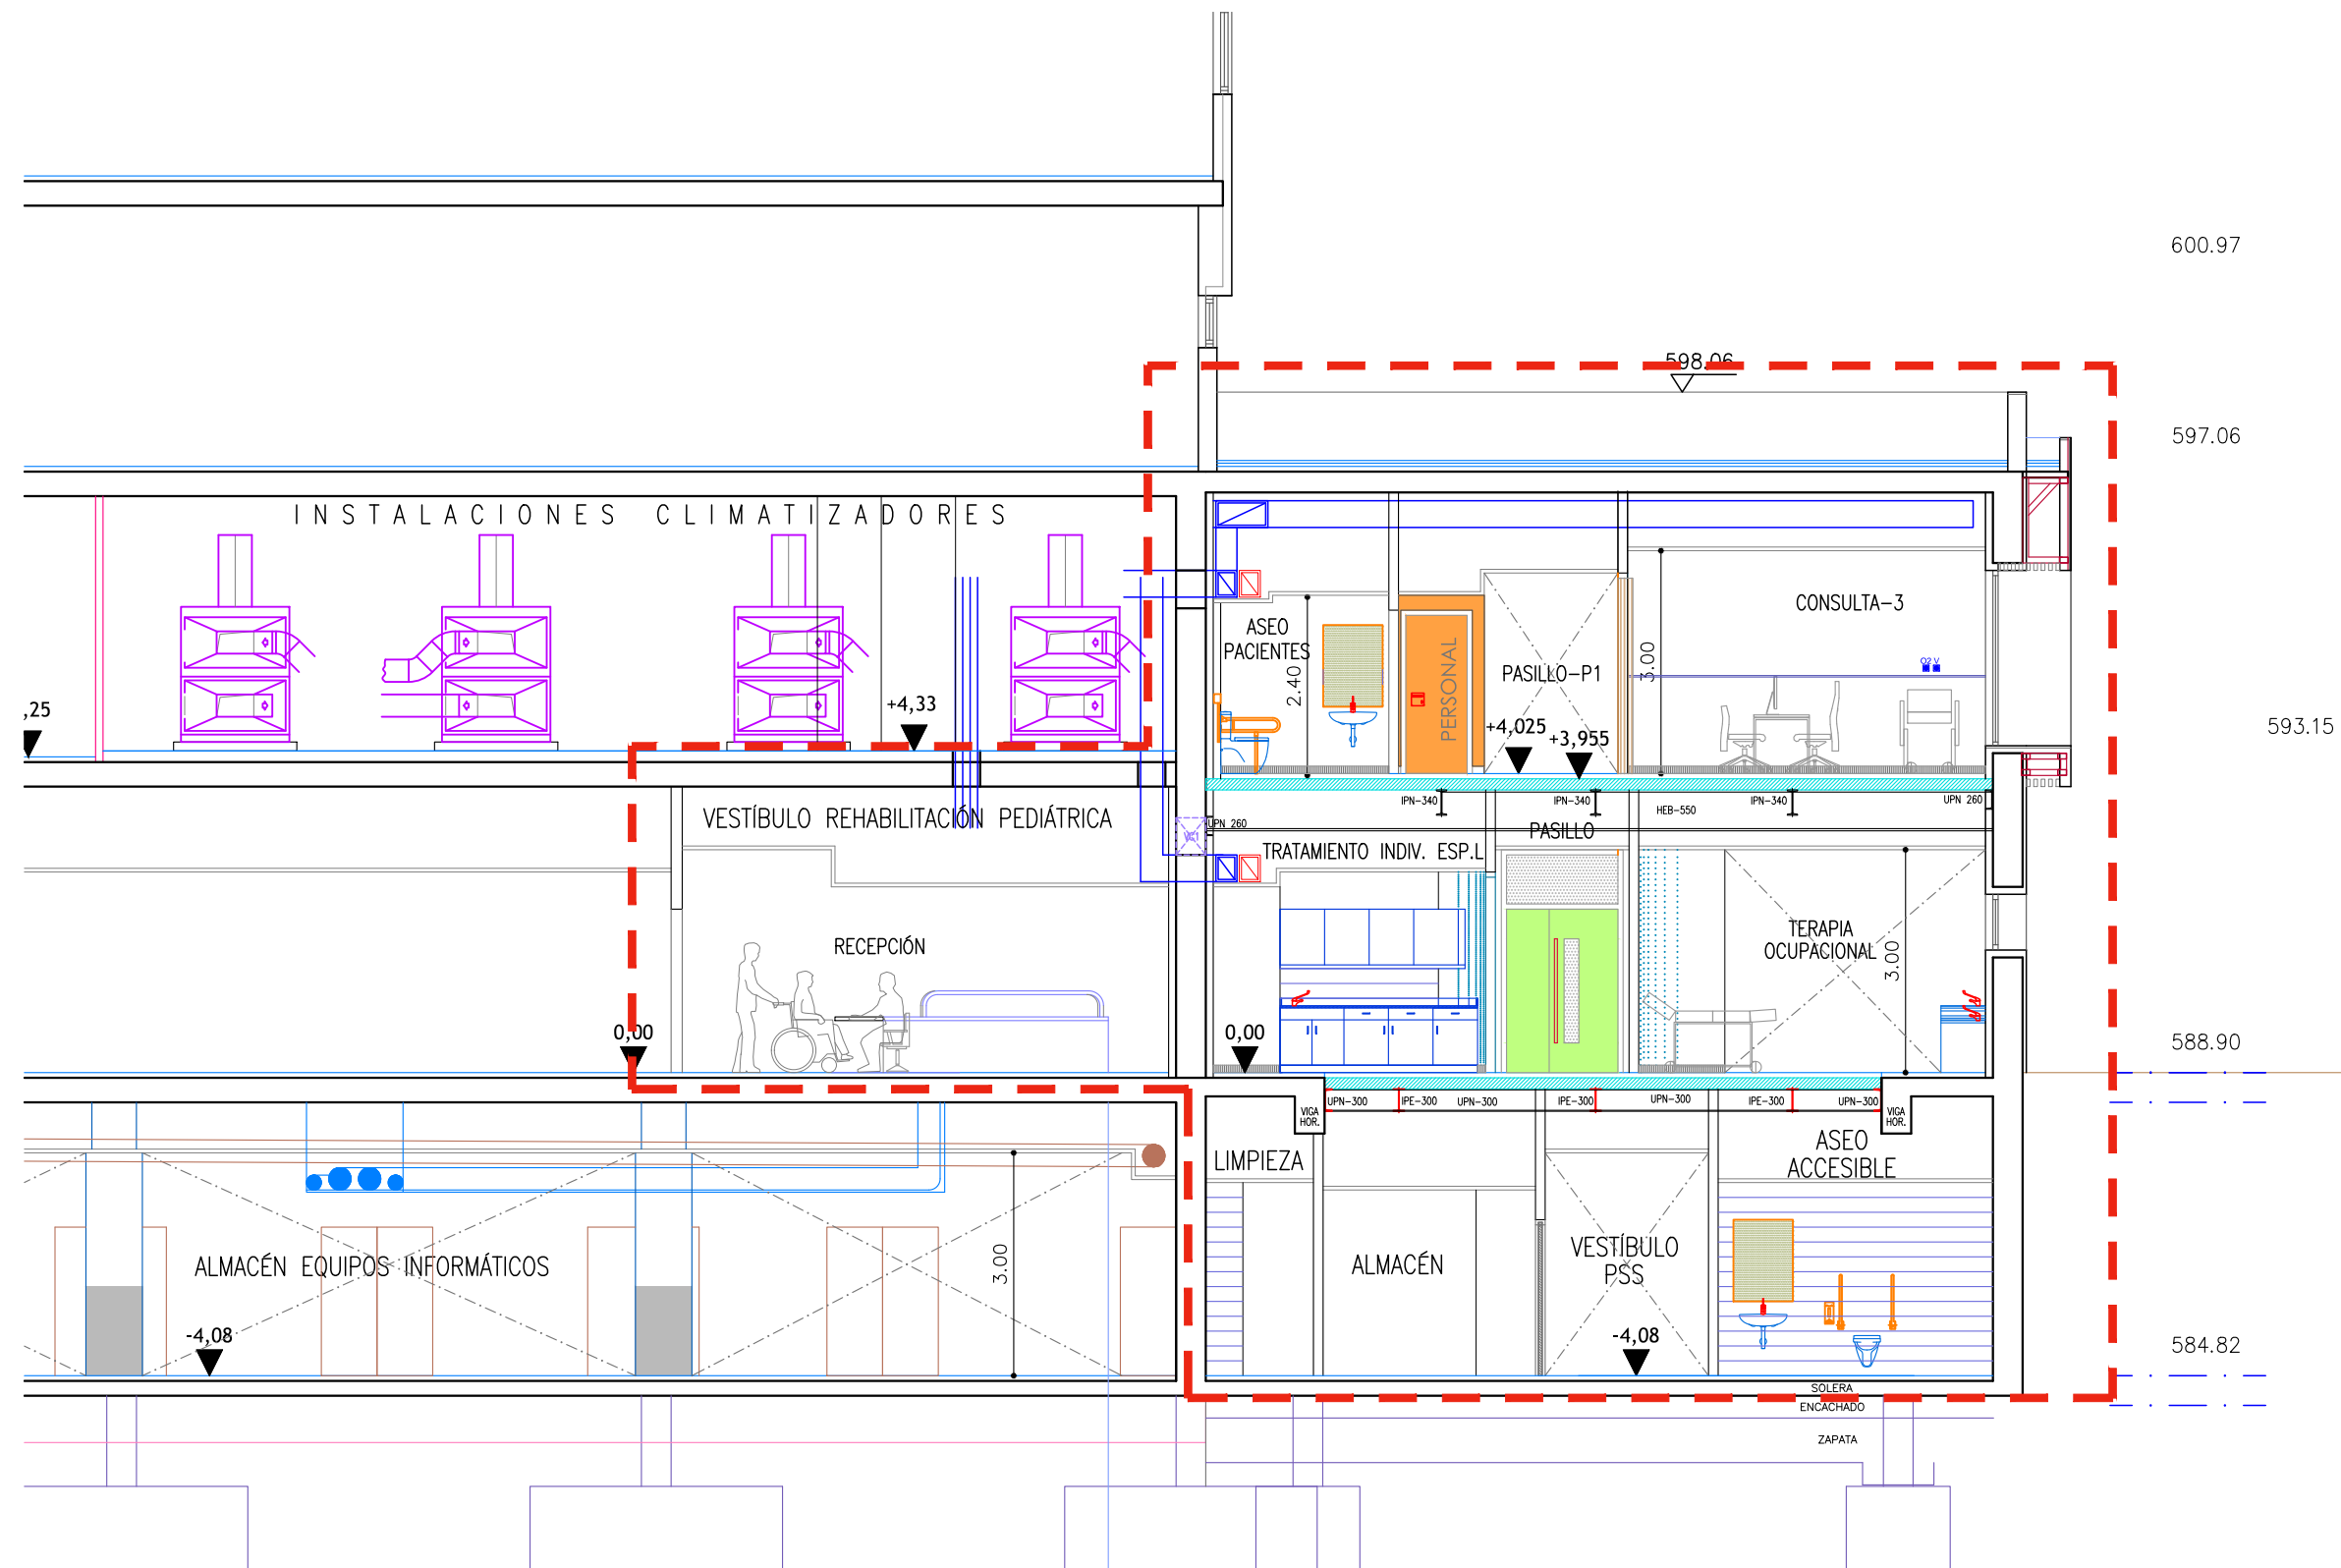 600.97
598.06
597.06
INSTALACIONES CLIMATIZADORES
CONSULTA-3
ASEO
PACIENTES
2.40
PERSONAL
PASILLO-P1
3.00
O2 V
,25
+4,33
+4,025
+3,955
593.15
IPN-340
IPN-340
IPN-340
UPN 260
HEB-550
VESTÍBULO REHABILITACIÓN PEDIÁTRICA
UPN 260
PASILLO
TRATAMIENTO INDIV. ESP.L
RECEPCIÓN
TERAPIA
OCUPACIONAL
3.00
0,00
0,00
588.90
UPN-300
IPE-300
UPN-300
IPE-300
UPN-300
IPE-300
UPN-300
VIGA
HOR.
VIGA
HOR.
LIMPIEZA
ASEO
ACCESIBLE
ALMACÉN EQUIPOS INFORMÁTICOS
3.00
ALMACÉN
VESTÍBULO
PSS
-4,08
-4,08
584.82
SOLERA
ENCACHADO
ZAPATA